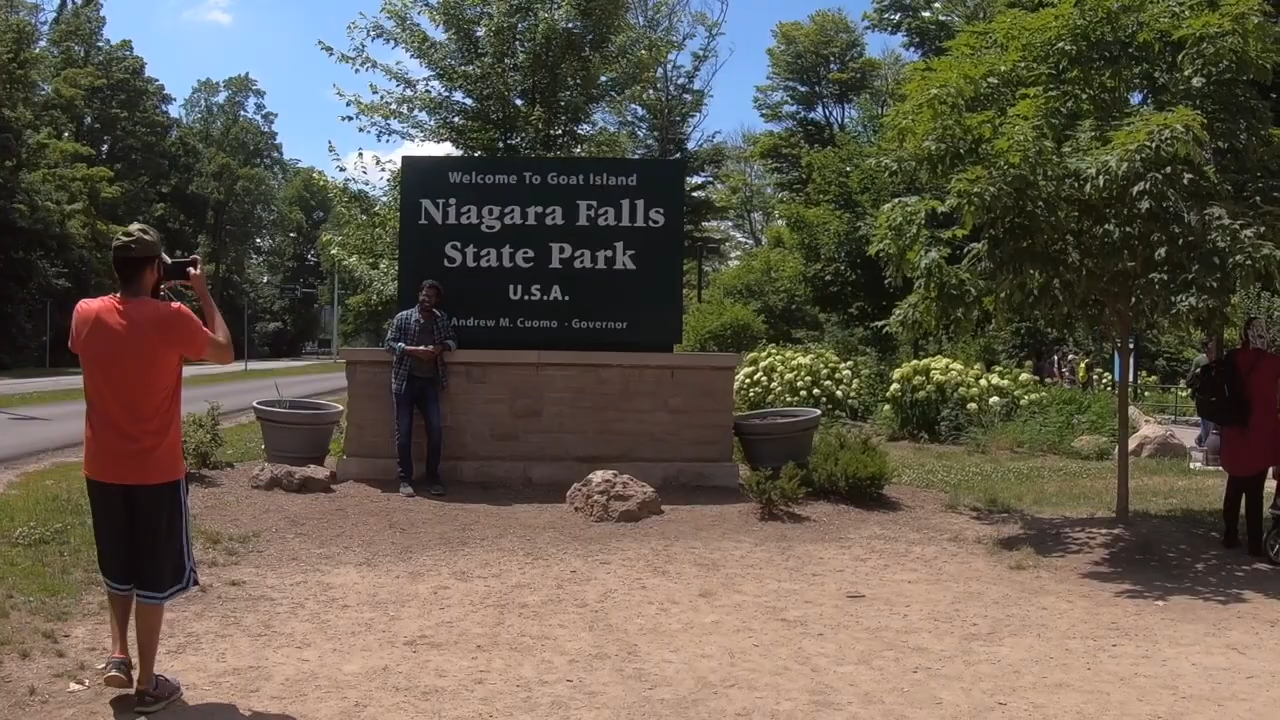 Welcome To Goat Island
Niagara Falls
State Park
U.S.A.
Andrew M. Cuomo · Governor